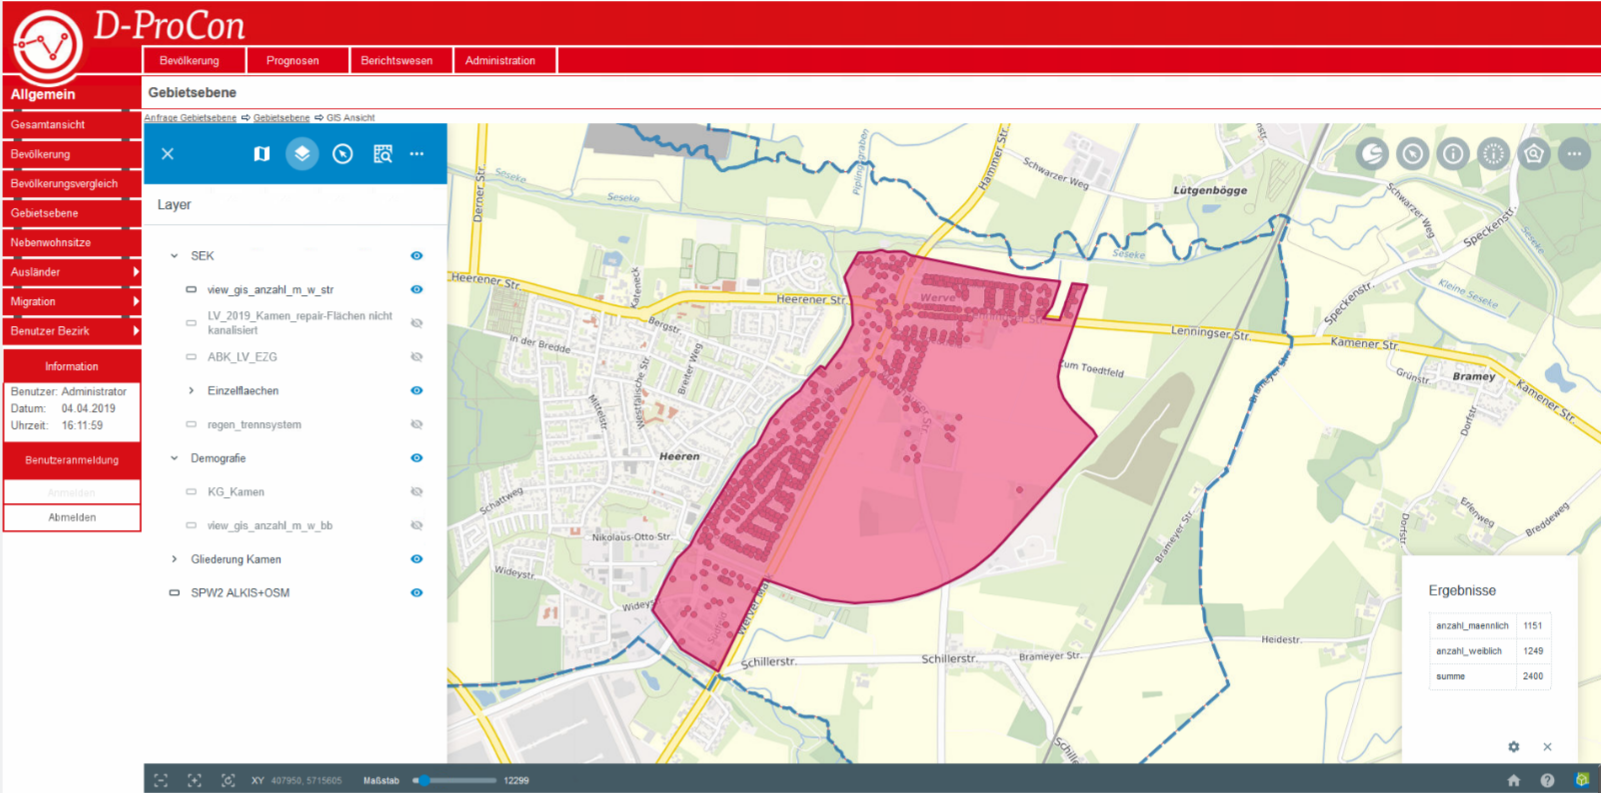 D-ProCon
Bevölkerung
Prognosen
Berichtswesen
Administration
Allgemein
Gebietsebene
Anfrage Gebietsebene ⇨ Gebietsebene ⇨ GIS Ansicht
Gesamtansicht
Bevölkerung
Bevölkerungsvergleich
Gebietsebene
Nebenwohnsitze
Ausländer
Migration
Benutzer Bezirk
Information
Benutzer: Administrator
Datum: 04.04.2019
Uhrzeit: 16:11:59
Benutzeranmeldung
Anmelden
Abmelden
Layer
SEK
view_gis_anzahl_m_w_str
LV_2019_Kamen_repair-Flächen nicht
kanalisiert
ABK_LV_EZG
Einzelflaechen
regen_trennsystem
Demografie
KG_Kamen
view_gis_anzahl_m_w_bb
Gliederung Kamen
SPW2 ALKIS+OSM
Derner Str.
Seseke
Seseke
Piplinggraben
Hammer Str.
Schwarzer Weg
Lütgenbögge
Schwarzer Weg
Speckenstr.
Seseke
Seseke
Kleine Seseke
Heerener Str.
Kateneck
Heerener Str.
Werve
Speckenstr.
Lenningser Str.
Kamener Str.
Bergstr.
In der Bredde
Westfälische Str.
Breiter Weg
Mittelstr.
Zum Toedtfeld
Bramey
Grünstr.
Kamener Str.
Dorfstr.
Heeren
Schattweg
Nikolaus-Otto-Str.
Wideystr.
Brameyer Str.
Brameyer Str.
Erlenweg
Breddeweg
Dorfstr.
Schillerstr.
Schillerstr.
Brameyer Str.
Heidestr.
Ergebnisse
anzahl_maennlich 1151
anzahl_weiblich 1249
summe 2400
XY 407950, 5715605
Maßstab
12299